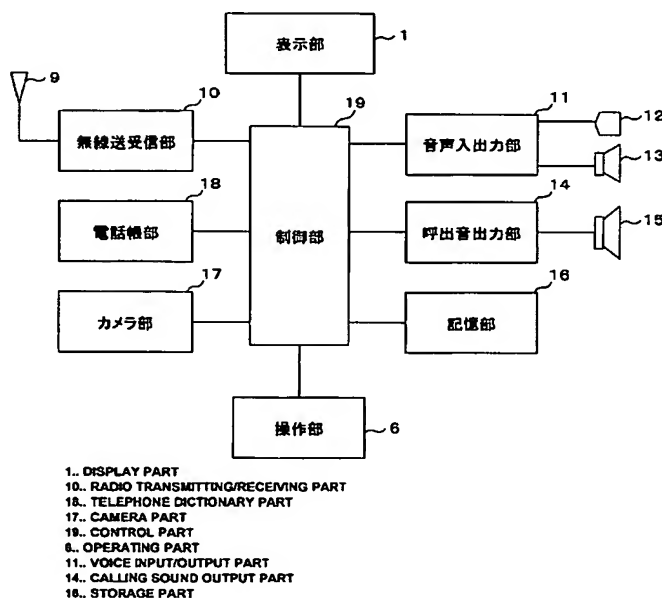 表示部
1
9
10
無線送受信部
19
11
音声入出力部
12
13
18
電話帳部
制御部
14
呼出音出力部
15
17
カメラ部
16
記憶部
操作部
6
1.. DISPLAY PART
10.. RADIO TRANSMITTING/RECEIVING PART
18.. TELEPHONE DICTIONARY PART
17.. CAMERA PART
19.. CONTROL PART
6.. OPERATING PART
11.. VOICE INPUT/OUTPUT PART
14.. CALLING SOUND OUTPUT PART
16.. STORAGE PART